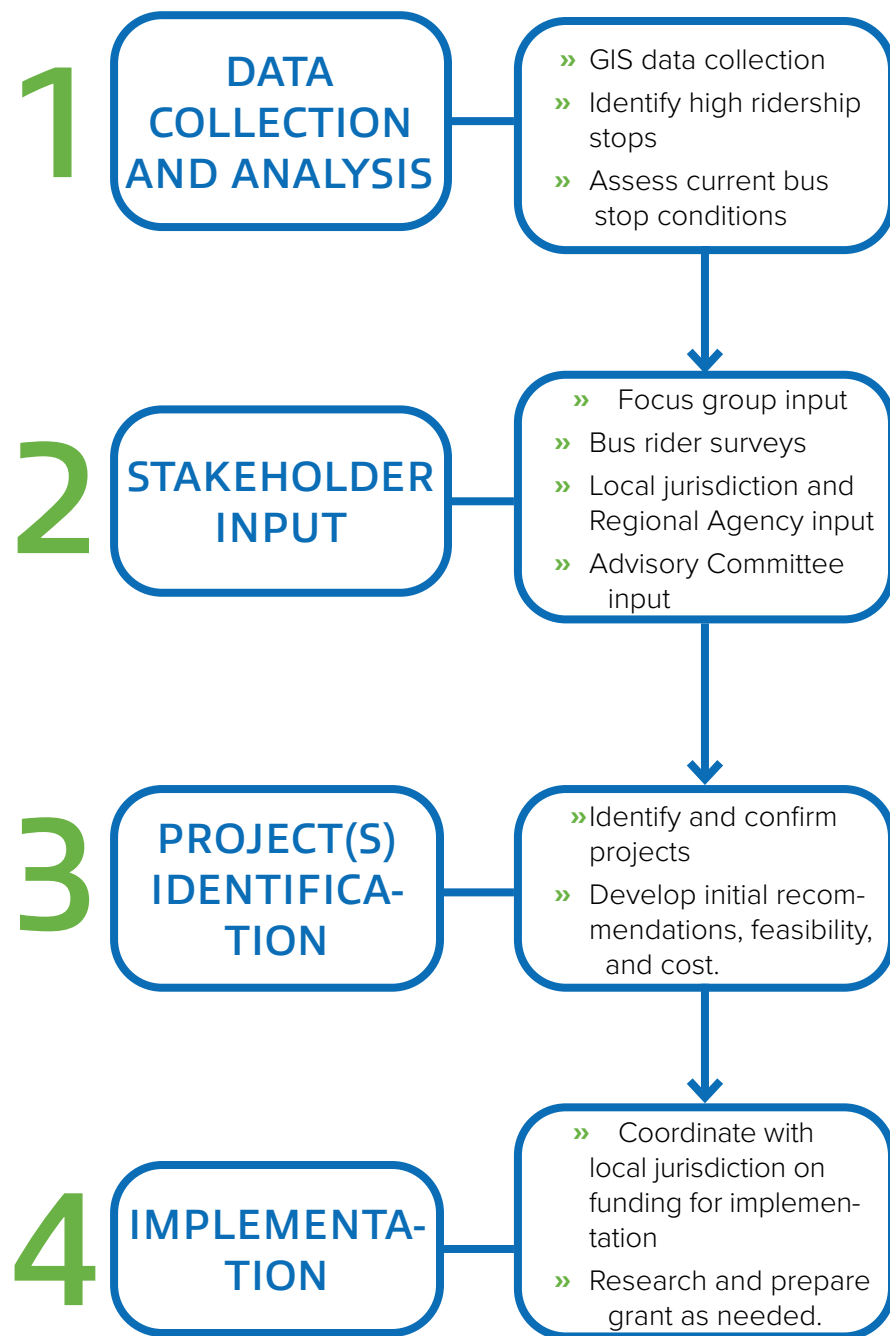 1
DATA
COLLECTION
AND ANALYSIS
» GIS data collection
» Identify high ridership
stops
» Assess current bus
stop conditions
2
STAKEHOLDER
INPUT
» Focus group input
» Bus rider surveys
» Local jurisdiction and
Regional Agency input
» Advisory Committee
input
3
PROJECT(S)
IDENTIFICA-
TION
» Identify and confirm
projects
» Develop initial recom-
mendations, feasibility,
and cost.
4
IMPLEMENTA-
TION
» Coordinate with
local jurisdiction on
funding for implemen-
tation
» Research and prepare
grant as needed.